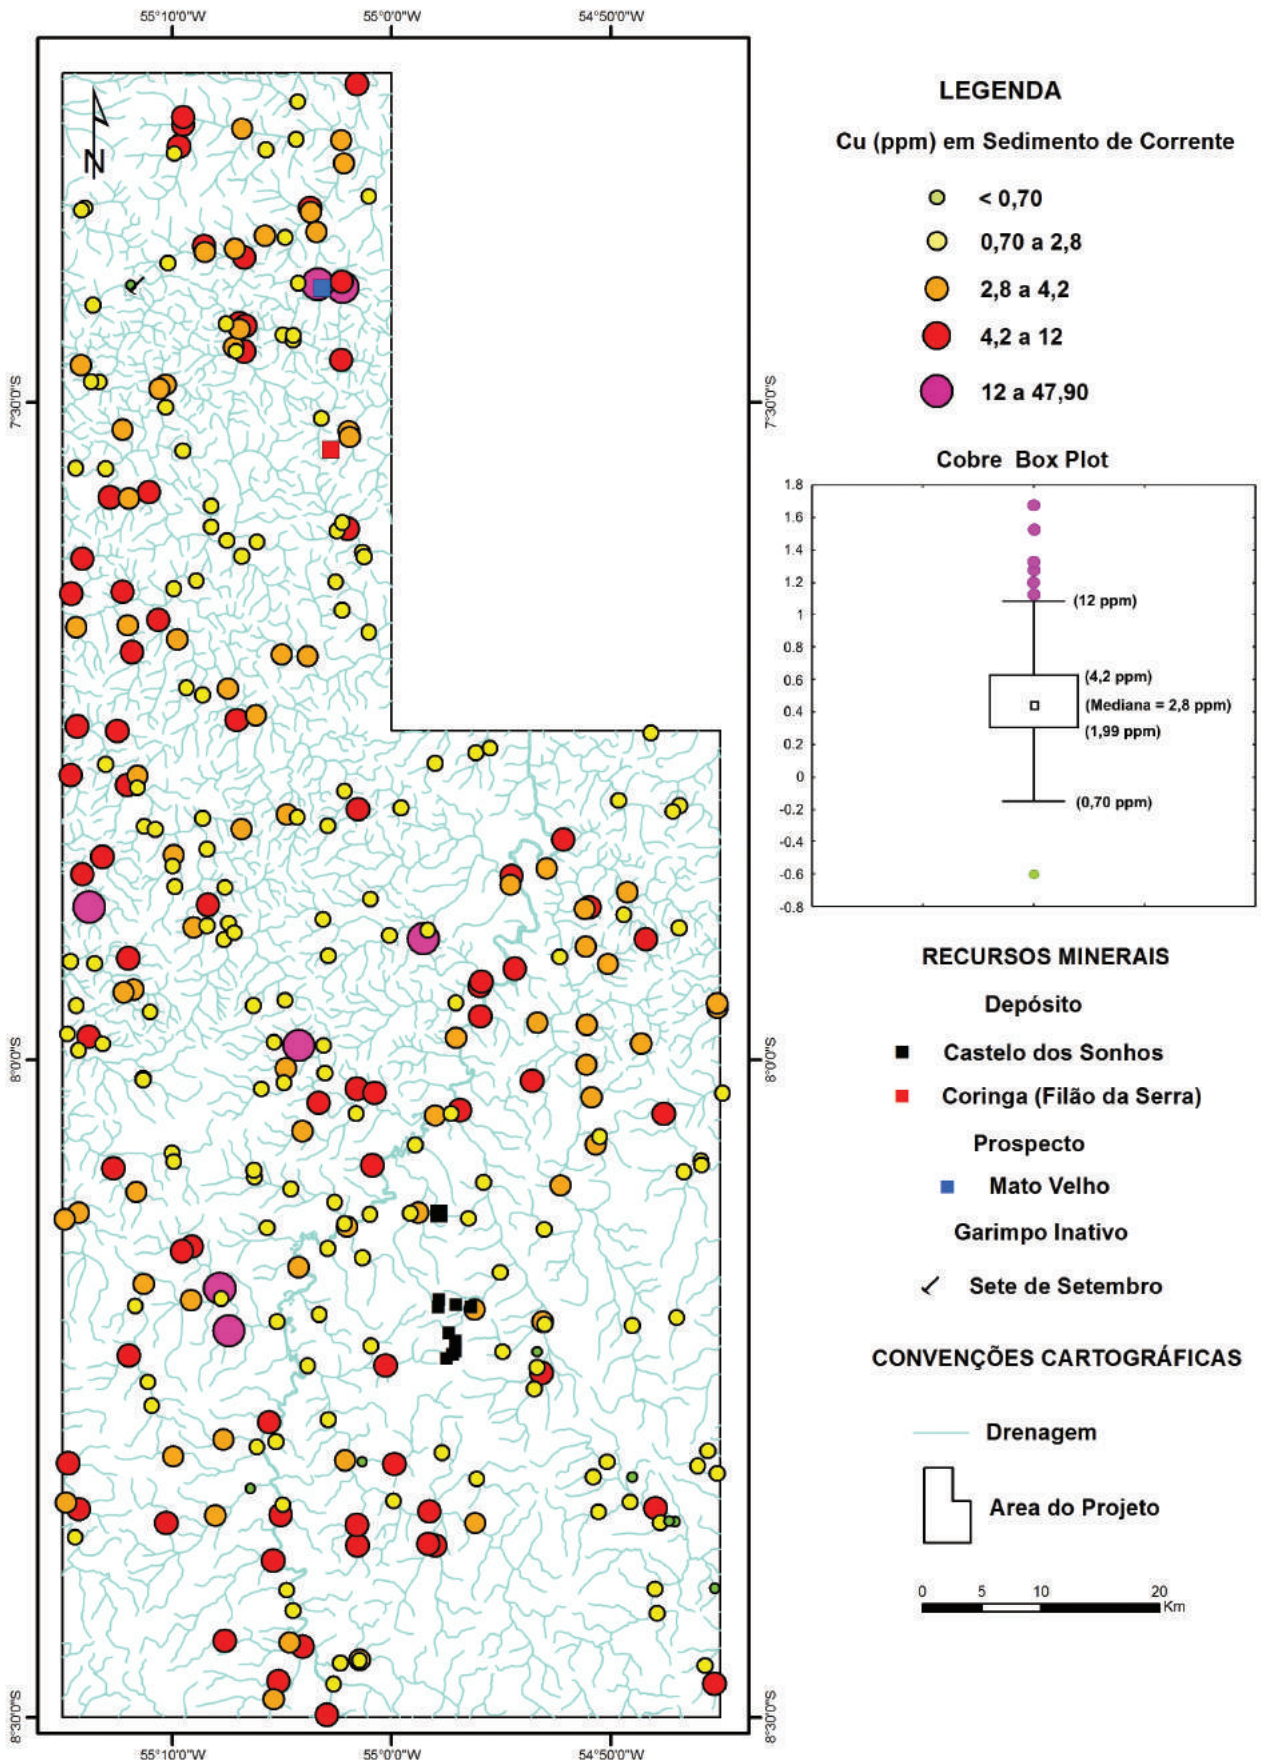 55°10'0"W 55°0'0"W 54°50'0"W
N
7°30'0"S
8°0'0"S
8°30'0"S
7°30'0"S
8°0'0"S
8°30'0"S
55°10'0"W 55°0'0"W 54°50'0"W
LEGENDA
Cu (ppm) em Sedimento de Corrente
< 0,70
0,70 a 2,8
2,8 a 4,2
4,2 a 12
12 a 47,90
Cobre Box Plot
1.8
1.6
1.4
1.2
1
0.8
0.6
0.4
0.2
0
-0.2
-0.4
-0.6
-0.8
(12 ppm)
(4,2 ppm)
(Mediana = 2,8 ppm)
(1,99 ppm)
(0,70 ppm)
RECURSOS MINERAIS
Depósito
Castelo dos Sonhos
Coringa (Filão da Serra)
Prospecto
Mato Velho
Garimpo Inativo
Sete de Setembro
CONVENÇÕES CARTOGRÁFICAS
Drenagem
Area do Projeto
0 5 10 20
Km